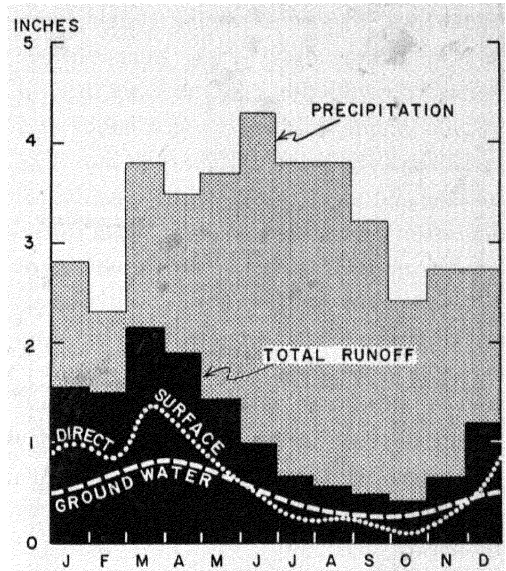 INCHES
5
PRECIPITATION
4
3
2
TOTAL RUNOFF
DIRECT SURFACE
1
GROUND WATER
0
J F M A M J J A S O N D